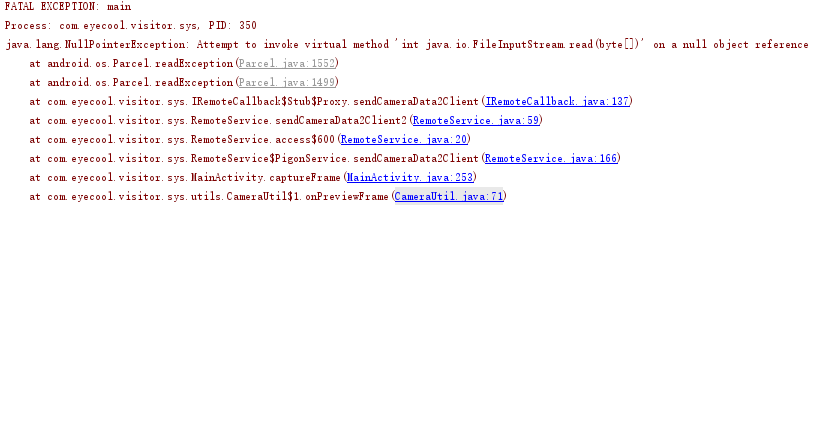 FATAL EXCEPTION: main
Process: com.eyecool.visitor.sys, PID: 350
java.lang.NullPointerException: Attempt to invoke virtual method 'int java.io.FileInputStream.read(byte[])' on a null object reference
at android.os.Parcel.readException(Parcel.java:1552)
at android.os.Parcel.readException(Parcel.java:1499)
at com.eyecool.visitor.sys.IRemoteCallback$Stub$Proxy.sendCameraData2Client(IRemoteCallback.java:137)
at com.eyecool.visitor.sys.RemoteService.sendCameraData2Client2(RemoteService.java:59)
at com.eyecool.visitor.sys.RemoteService.access$600(RemoteService.java:20)
at com.eyecool.visitor.sys.RemoteService$PigonService.sendCameraData2Client(RemoteService.java:166)
at com.eyecool.visitor.sys.MainActivity.captureFrame(MainActivity.java:253)
at com.eyecool.visitor.sys.utils.CameraUtil$1.onPreviewFrame(CameraUtil.java:71)